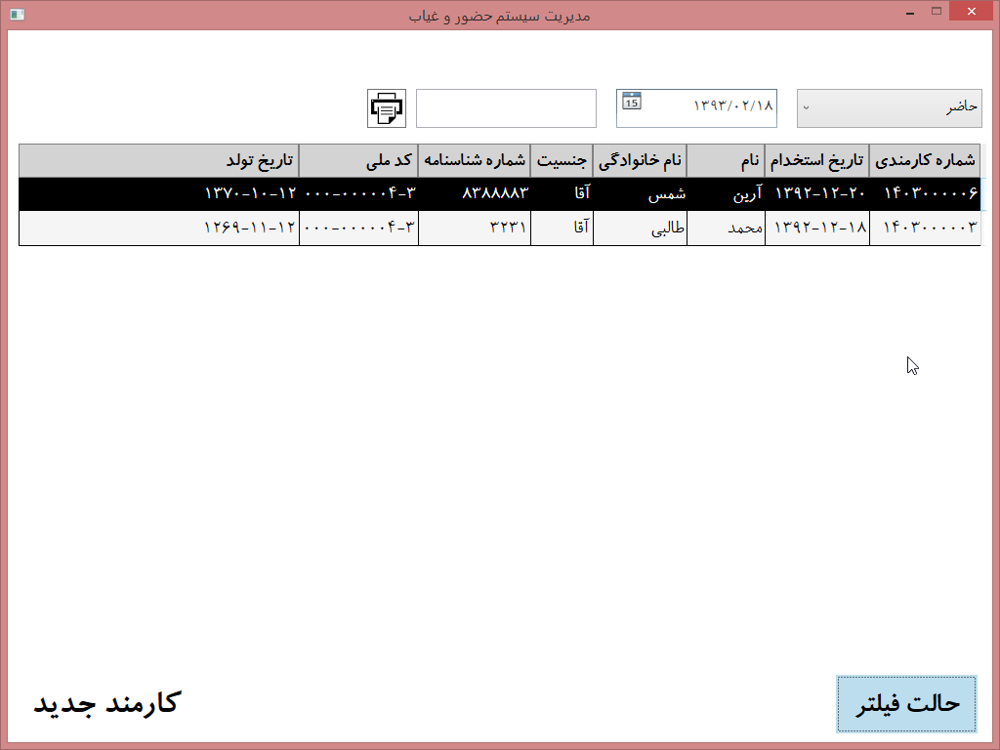 مدیریت سیستم حضور و غیاب
حاضر ۱۳۹۳/۰۲/۱۸ 15
شماره کارمندی تاریخ استخدام نام نام خانوادگی جنسیت شماره شناسنامه کد ملی تاریخ تولد
۱۴۰۳۰۰۰۰۰۶ ۱۳۹۲-۱۲-۲۰ آرین شمس آقا ۸۳۸۸۸۸۳ ۰۰۰-۰۰۰۰۰۴-۳ ۱۳۷۰-۱۰-۱۲
۱۴۰۳۰۰۰۰۰۳ ۱۳۹۲-۱۲-۱۸ محمد طالبی آقا ۳۲۳۱ ۰۰۰-۰۰۰۰۰۴-۳ ۱۲۶۹-۱۱-۱۲
حالت فیلتر کارمند جدید